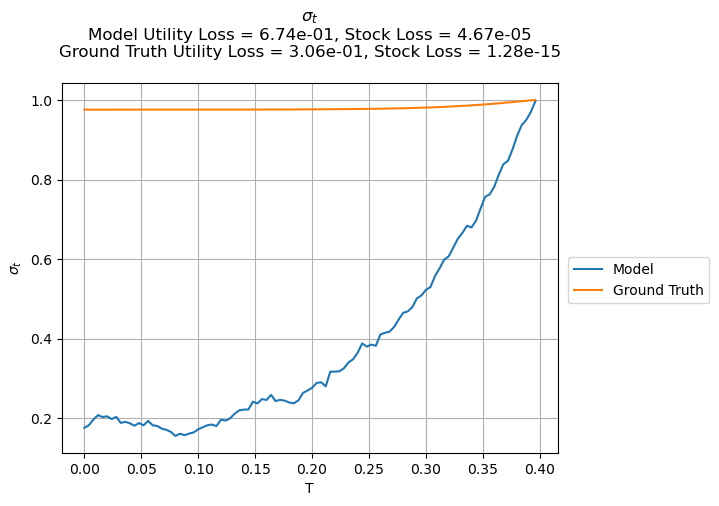 σt
Model Utility Loss = 6.74e-01, Stock Loss = 4.67e-05
Ground Truth Utility Loss = 3.06e-01, Stock Loss = 1.28e-15
1.0
0.8
0.6
0.4
0.2
σt
0.00 0.05 0.10 0.15 0.20 0.25 0.30 0.35 0.40
T
Model
Ground Truth